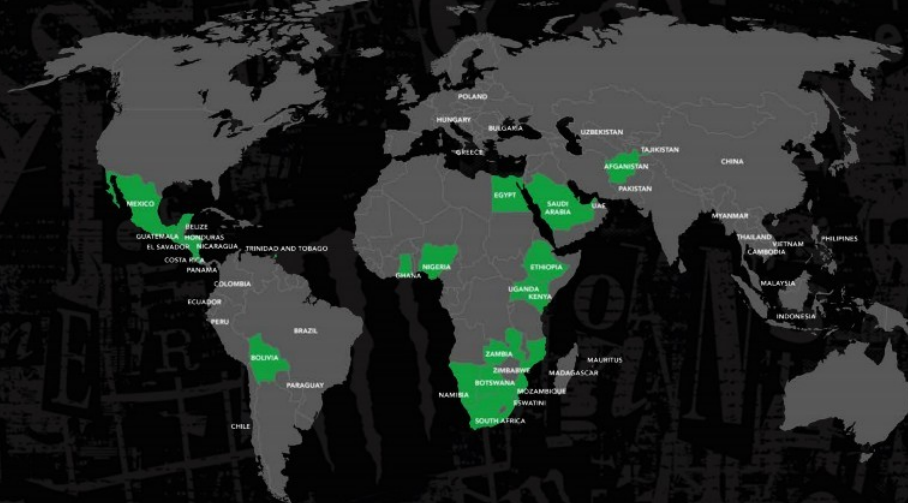 POLAND
HUNGARY
BULGARIA
GREECE
UZBEKISTAN
TAJIKISTAN
AFGANISTAN
CHINA
PAKISTAN
EGYPT
SAUDI
ARABIA
UAE
MEXICO
BELIZE
GUATEMALA
HONDURAS
EL SAVADOR
NICARAGUA
TRINIDAD AND TOBAGO
COSTA RICA
PANAMA
COLOMBIA
ECUADOR
PERU
BRAZIL
BOLIVIA
PARAGUAY
CHILE
GHANA
NIGERIA
ETHIOPIA
UGANDA
KENYA
ZAMBIA
ZIMBABWE
BOTSWANA
NAMIBIA
MOZAMBIQUE
ESWATINI
SOUTH AFRICA
MADAGASCAR
MAURITUS
MYANMAR
THAILAND
VIETNAM
CAMBODIA
PHILIPINES
MALAYSIA
INDONESIA